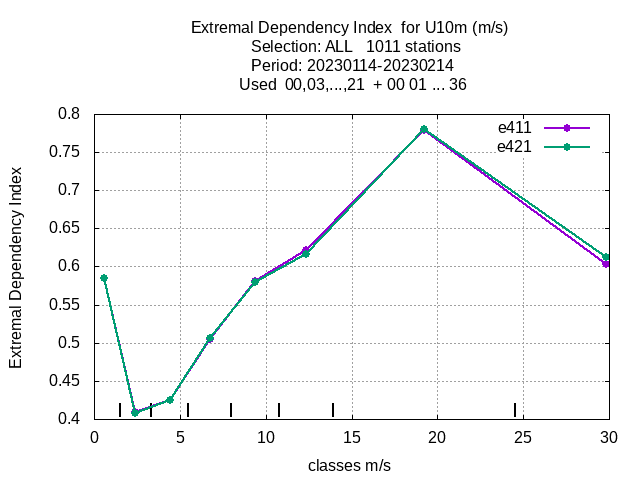 Extremal Dependency Index  for U10m (m/s)
Selection: ALL   1011 stations
Period: 20230114-20230214
Used  00,03,...,21  + 00 01 ... 36
e411
e421
Extremal Dependency Index
0.8
0.75
0.7
0.65
0.6
0.55
0.5
0.45
0.4
0 5 10 15 20 25 30
classes m/s